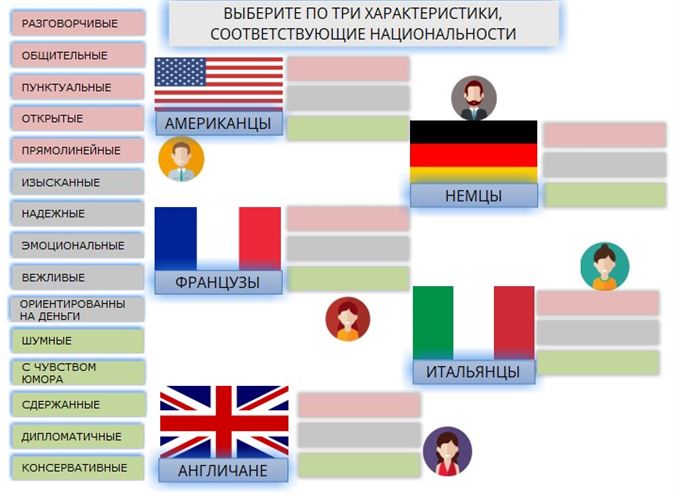 ВЫБЕРИТЕ ПО ТРИ ХАРАКТЕРИСТИКИ,
СООТВЕТСТВУЮЩИЕ НАЦИОНАЛЬНОСТИ
РАЗГОВОРЧИВЫЕ
ОБЩИТЕЛЬНЫЕ
ПУНКТУАЛЬНЫЕ
ОТКРЫТЫЕ
ПРЯМОЛИНЕЙНЫЕ
ИЗЫСКАННЫЕ
НАДЕЖНЫЕ
ЭМОЦИОНАЛЬНЫЕ
ВЕЖЛИВЫЕ
ОРИЕНТИРОВАННЫ
НА ДЕНЬГИ
ШУМНЫЕ
С ЧУВСТВОМ
ЮМОРА
СДЕРЖАННЫЕ
ДИПЛОМАТИЧНЫЕ
КОНСЕРВАТИВНЫЕ
АМЕРИКАНЦЫ
НЕМЦЫ
ФРАНЦУЗЫ
ИТАЛЬЯНЦЫ
АНГЛИЧАНЕ